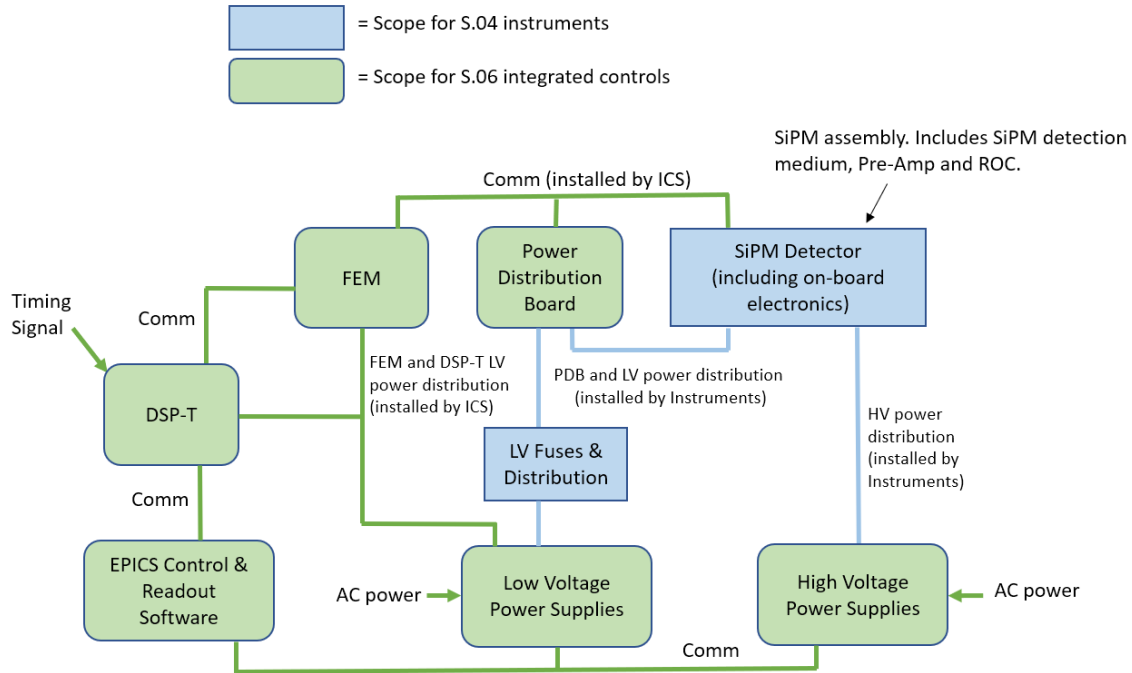 = Scope for S.04 instruments
= Scope for S.06 integrated controls
SiPM assembly. Includes SiPM detection
medium, Pre-Amp and ROC.
Comm (installed by ICS)
FEM
Power
Distribution
Board
SiPM Detector
(including on-board
electronics)
Timing
Signal
Comm
FEM and DSP-T LV
power distribution
(installed by ICS)
PDB and LV power distribution
(installed by Instruments)
DSP-T
HV power
distribution
(installed by
Instruments)
LV Fuses &
Distribution
Comm
EPICS Control &
Readout
Software
AC power
Low Voltage
Power Supplies
High Voltage
Power Supplies
AC power
Comm